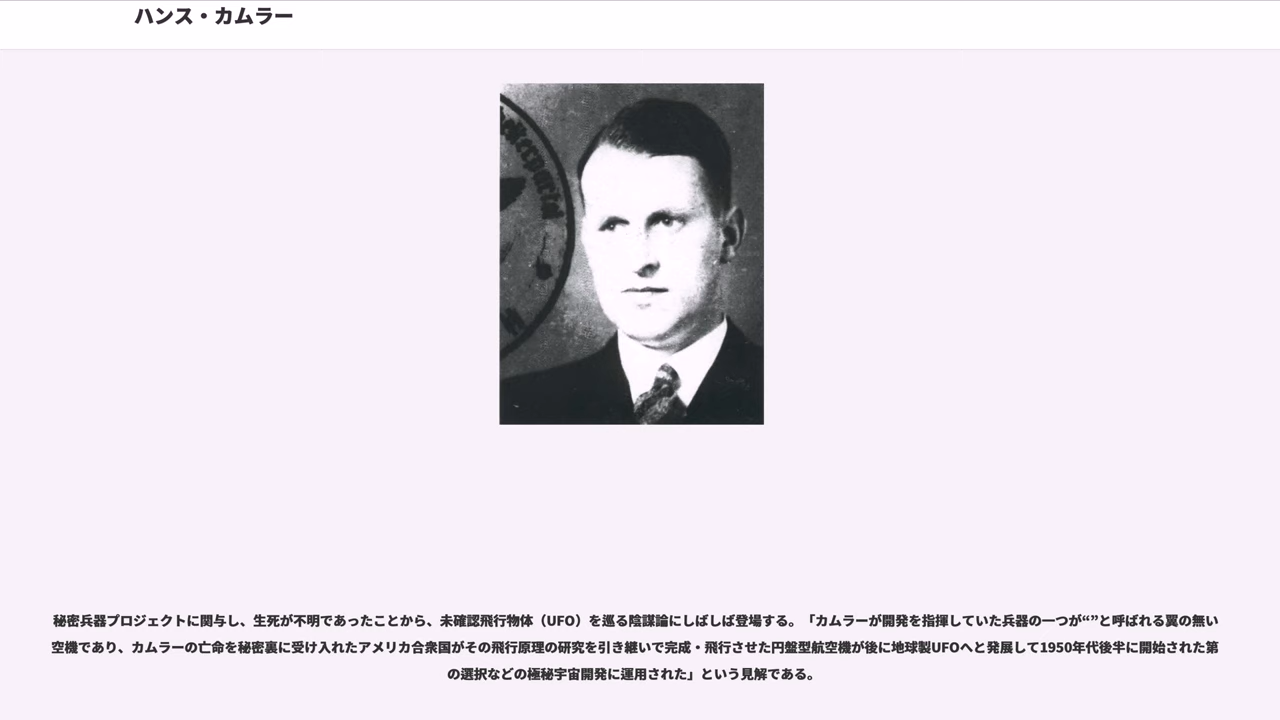 ハンス・カムラー
秘密兵器プロジェクトに関与し、生死が不明であったことから、未確認飛行物体（UFO）を巡る陰謀論にしばしば登場する。「カムラーが開発を指揮していた兵器の一つが“”と呼ばれる翼の無い
空機であり、カムラーの亡命を秘密裏に受け入れたアメリカ合衆国がその飛行原理の研究を引き継いで完成・飛行させた円盤型航空機が後に地球製UFOへと発展して1950年代後半に開始された第
の選択などの極秘宇宙開発に運用された」という見解である。